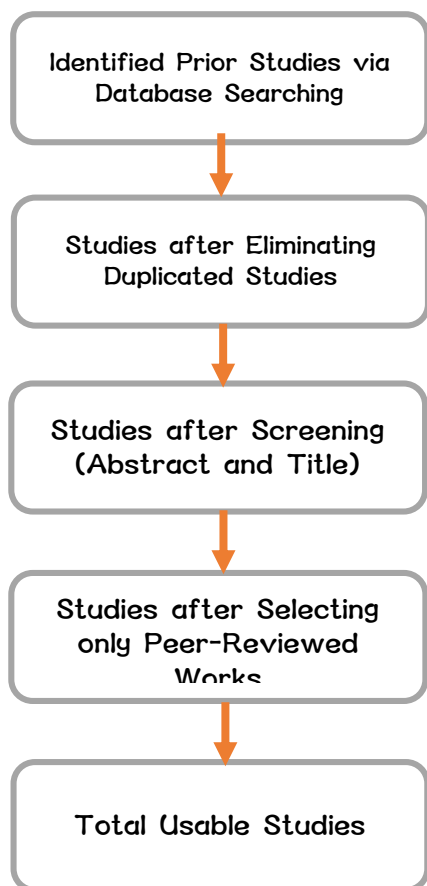 Identified Prior Studies via
Database Searching
Studies after Eliminating
Duplicated Studies
Studies after Screening
(Abstract and Title)
Studies after Selecting
only Peer-Reviewed
Works
Total Usable Studies